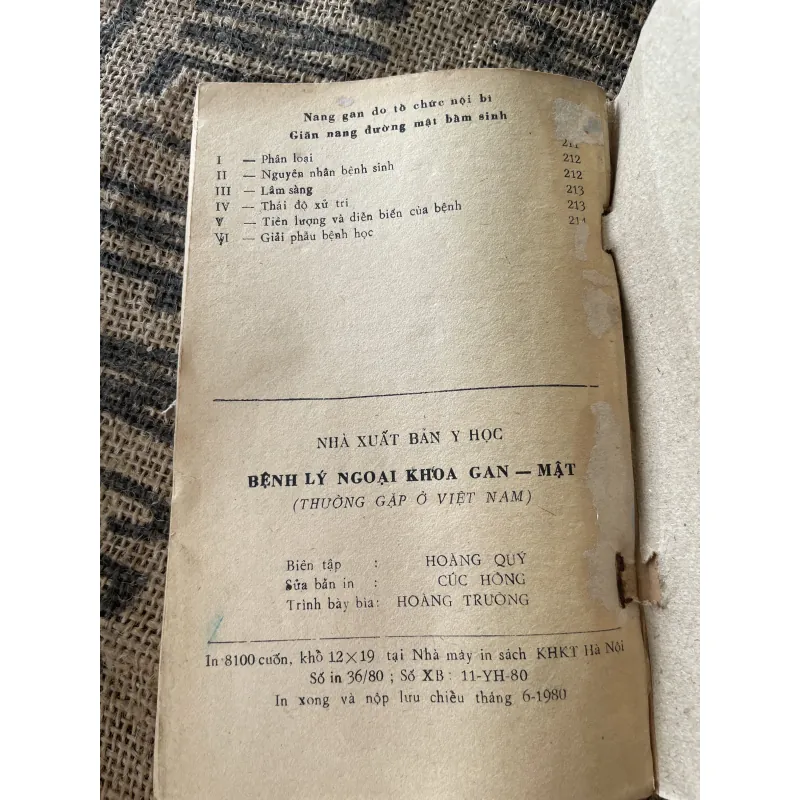 Nang gan do tổ chức nội bì
Giãn nang đường mật bẩm sinh
I — Phân loại 211
II — Nguyên nhân bệnh sinh 212
III — Lâm sàng 212
IV — Thái độ xử trí 213
V — Tiên lượng và diễn biến của bệnh 213
VI — Giải phẫu bệnh học 214
NHÀ XUẤT BẢN Y HỌC
BỆNH LÝ NGOẠI KHOA GAN — MẬT
(THƯỜNG GẶP Ở VIỆT NAM)
Biên tập : HOÀNG QUÝ
Sửa bản in : CÚC HỒNG
Trình bày bìa: HOÀNG TRƯỜNG
In 8100 cuốn, khổ 12×19 tại Nhà máy in sách KHKT Hà Nội
Số in 36/80 ; Số XB : 11-YH-80
In xong và nộp lưu chiểu tháng 6-1980